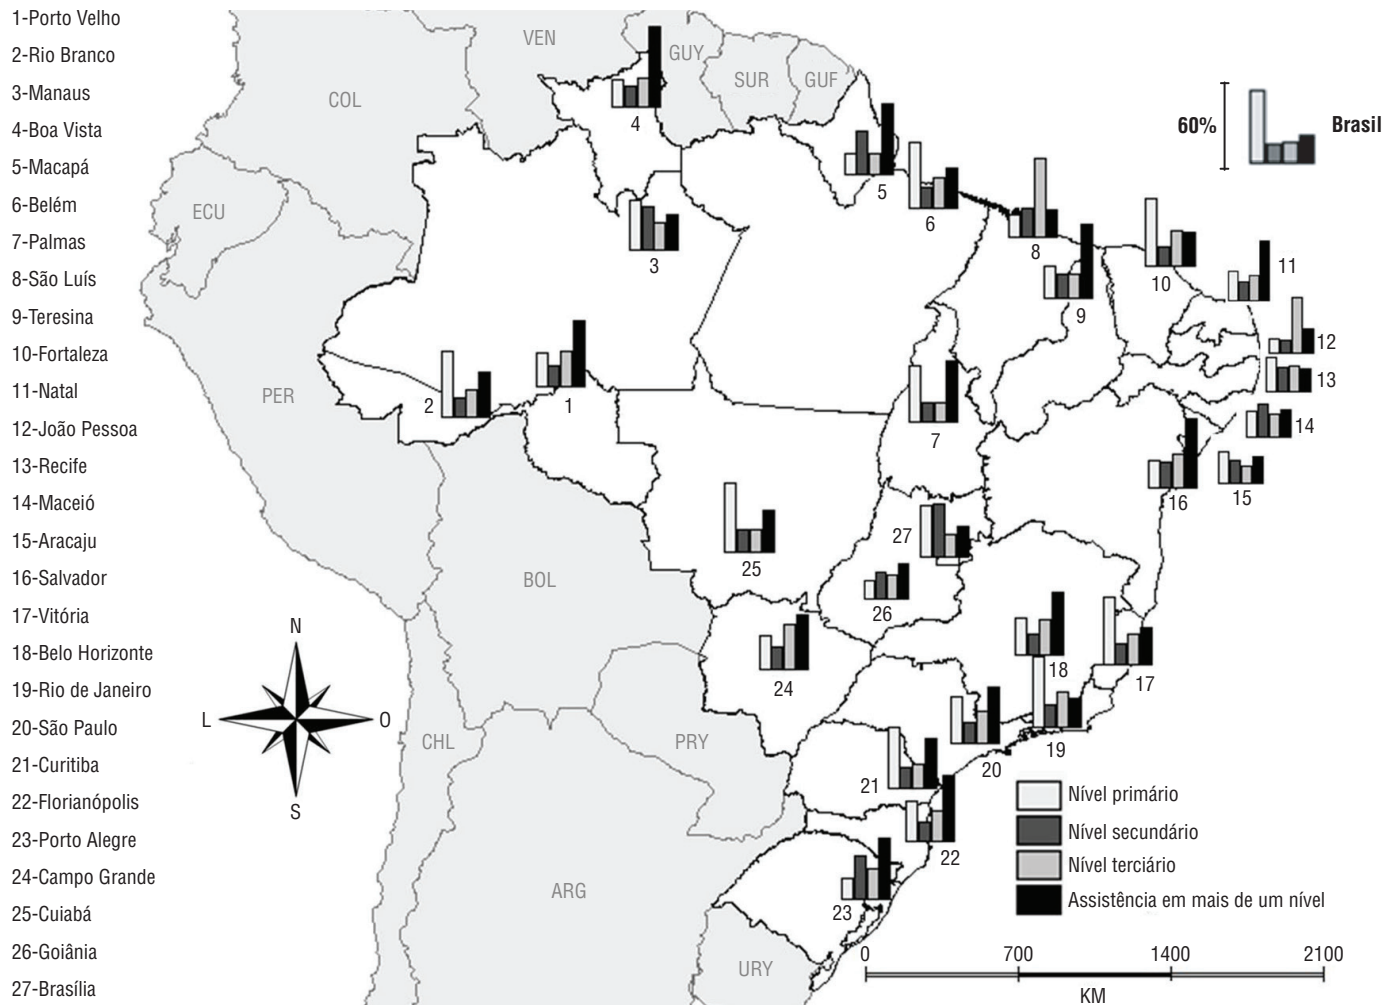 1-Porto Velho
2-Rio Branco
3-Manaus
4-Boa Vista
5-Macapá
6-Belém
7-Palmas
8-São Luís
9-Teresina
10-Fortaleza
11-Natal
12-João Pessoa
13-Recife
14-Maceió
15-Aracaju
16-Salvador
17-Vitória
18-Belo Horizonte
19-Rio de Janeiro
20-São Paulo
21-Curitiba
22-Florianópolis
23-Porto Alegre
24-Campo Grande
25-Cuiabá
26-Goiânia
27-Brasília
VEN
GUY
SUR
GUF
COL
ECU
PER
BOL
PRY
CHL
ARG
URY
60%
Brasil
4
5
6
3
8
10
11
9
12
13
2
1
7
14
15
16
27
25
26
18
17
24
19
20
21
22
23
N
L
O
S
Nível primário
Nível secundário
Nível terciário
Assistência em mais de um nível
0 700 1400 2100
KM